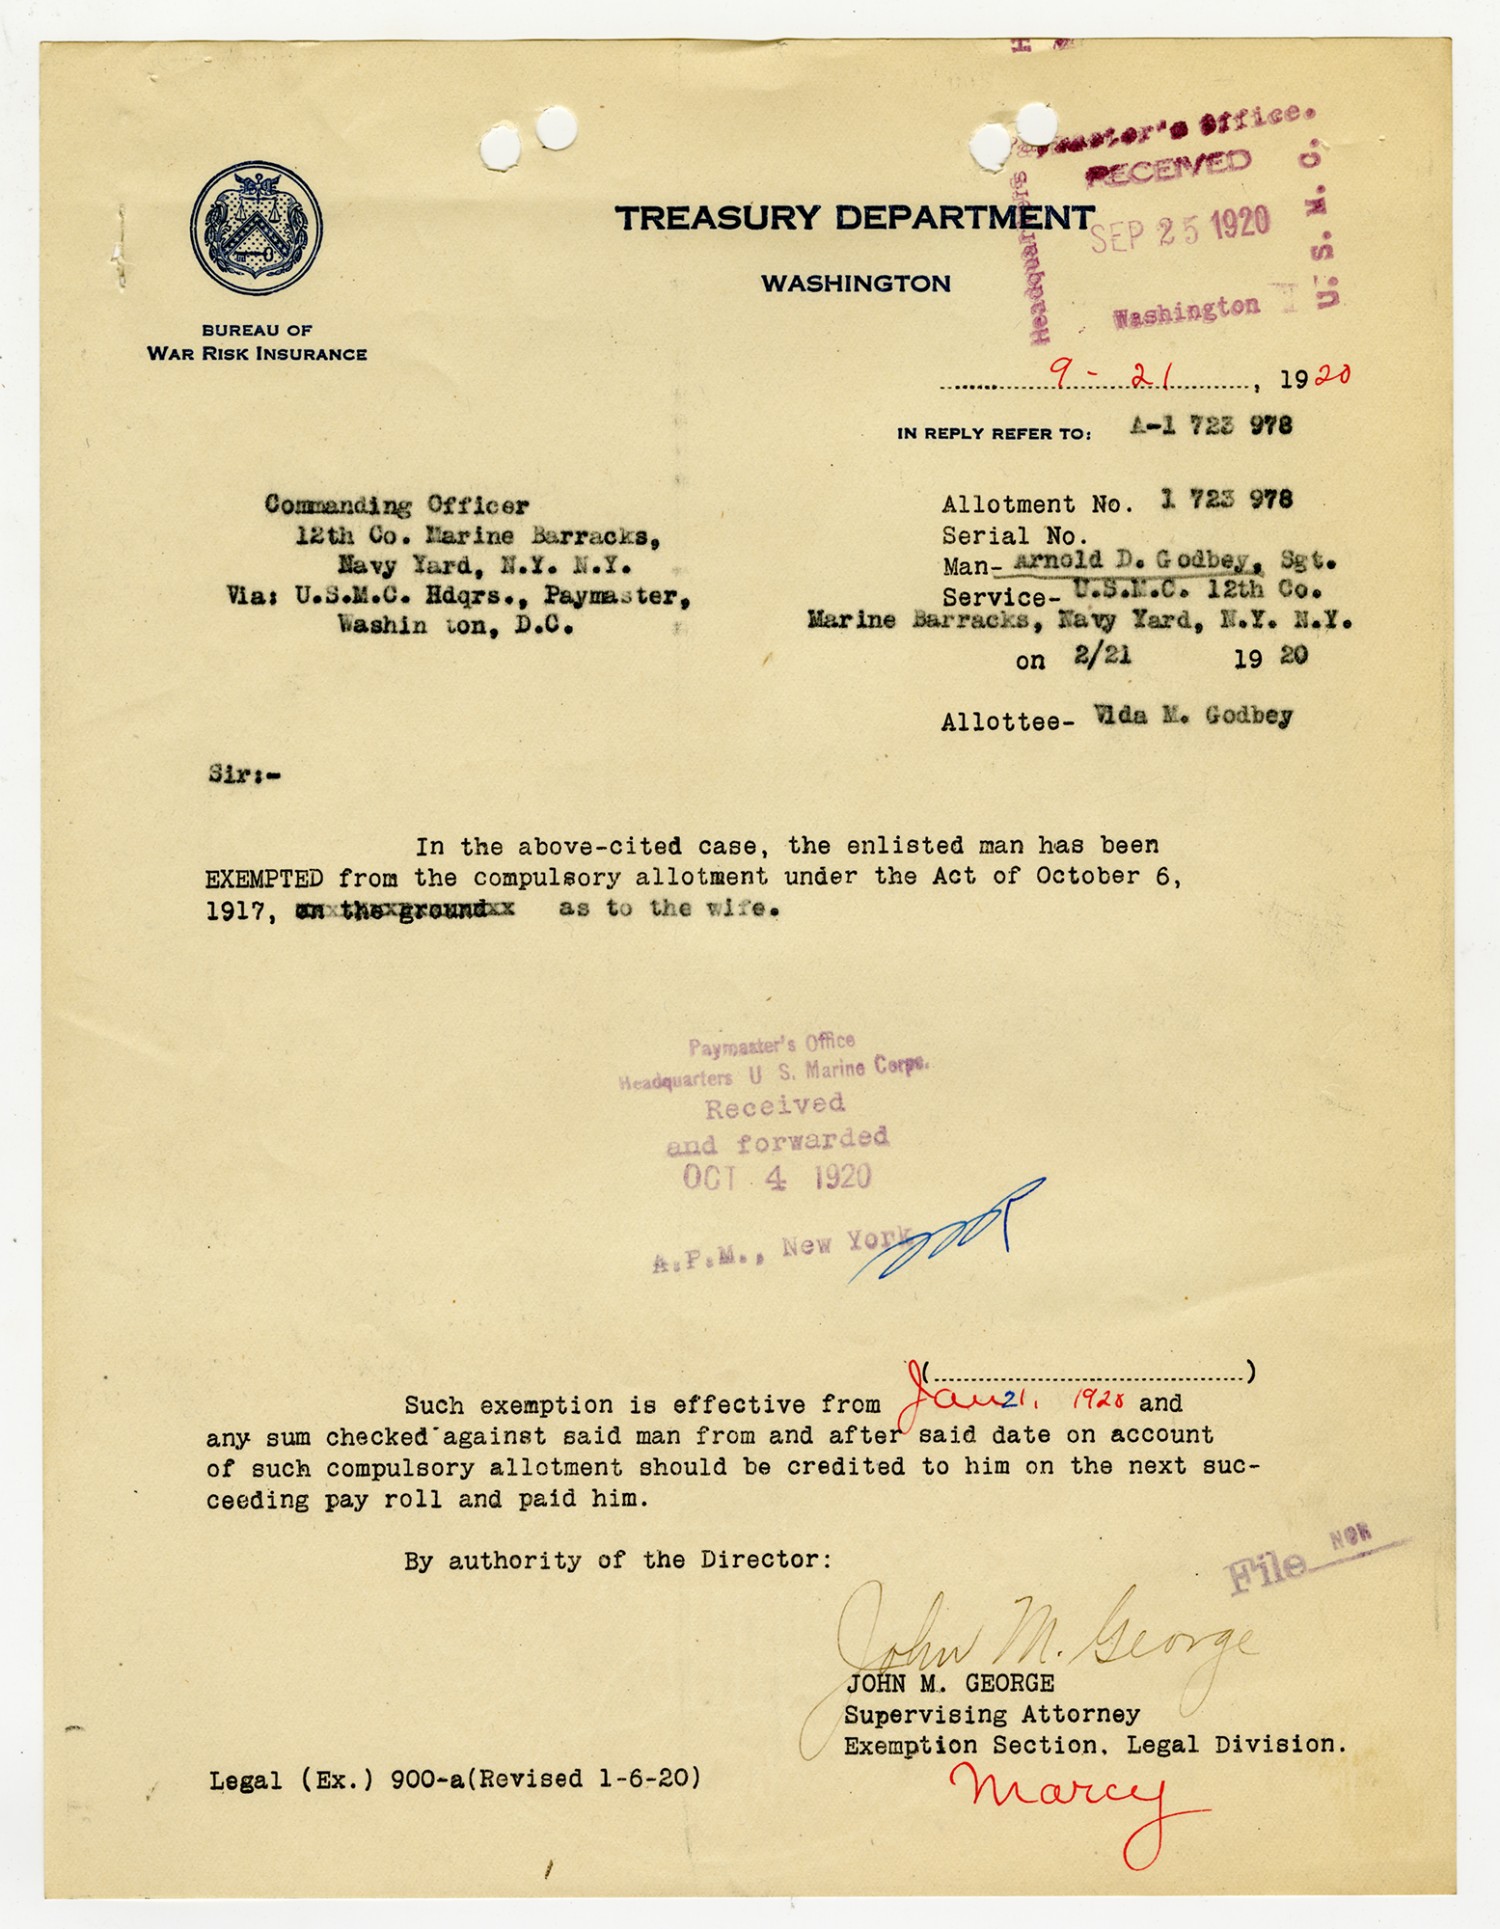 Paymaster's Office.
RECEIVED
SEP 25 1920
Washington
Headquarters
U. S. M. C.
TREASURY DEPARTMENT
WASHINGTON
BUREAU OF
WAR RISK INSURANCE
9 - 21, 1920
IN REPLY REFER TO: A-1 723 978
Commanding Officer
12th Co. Marine Barracks,
Navy Yard, N.Y. N.Y.
Via: U.S.M.C. Hdqrs., Paymaster,
Washin ton, D.C.
Allotment No. 1 723 978
Serial No.
Man- Arnold D. Godbey, Sgt.
Service- U.S.M.C. 12th Co.
Marine Barracks, Navy Yard, N.Y. N.Y.
on 2/21 19 20
Allottee- Vida M. Godbey
Sir:-
In the above-cited case, the enlisted man has been
EXEMPTED from the compulsory allotment under the Act of October 6,
1917, on the ground as to the wife.
Paymaster's Office
Headquarters U S. Marine Corps.
Received
and forwarded
OCT 4 1920
A.P.M., New York
(..........................................)
Such exemption is effective from Jan 21, 1920 and
any sum checked against said man from and after said date on account
of such compulsory allotment should be credited to him on the next suc-
ceeding pay roll and paid him.
By authority of the Director:
File NOR
John M. George
JOHN M. GEORGE
Supervising Attorney
Exemption Section, Legal Division.
Legal (Ex.) 900-a(Revised 1-6-20)
Marcy